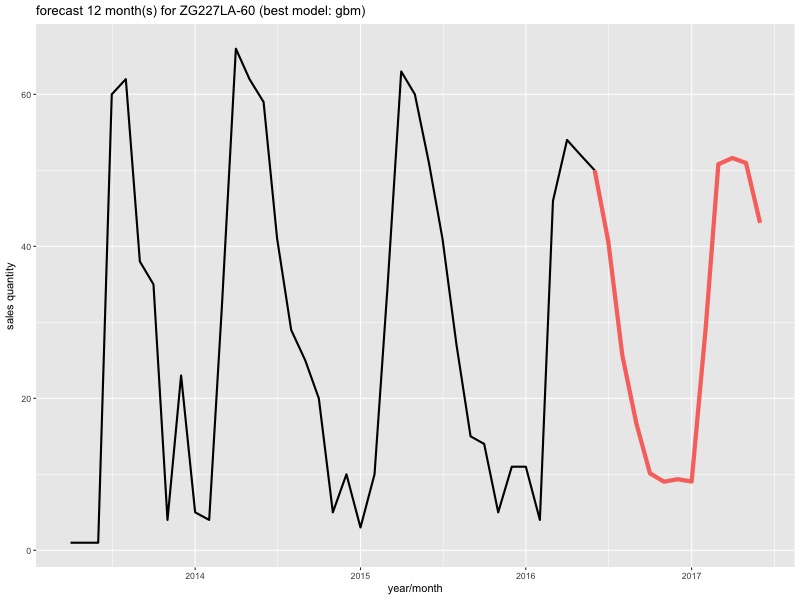 forecast 12 month(s) for ZG227LA-60 (best model: gbm)
60
40
20
0
sales quantity
2014 2015 2016 2017
year/month